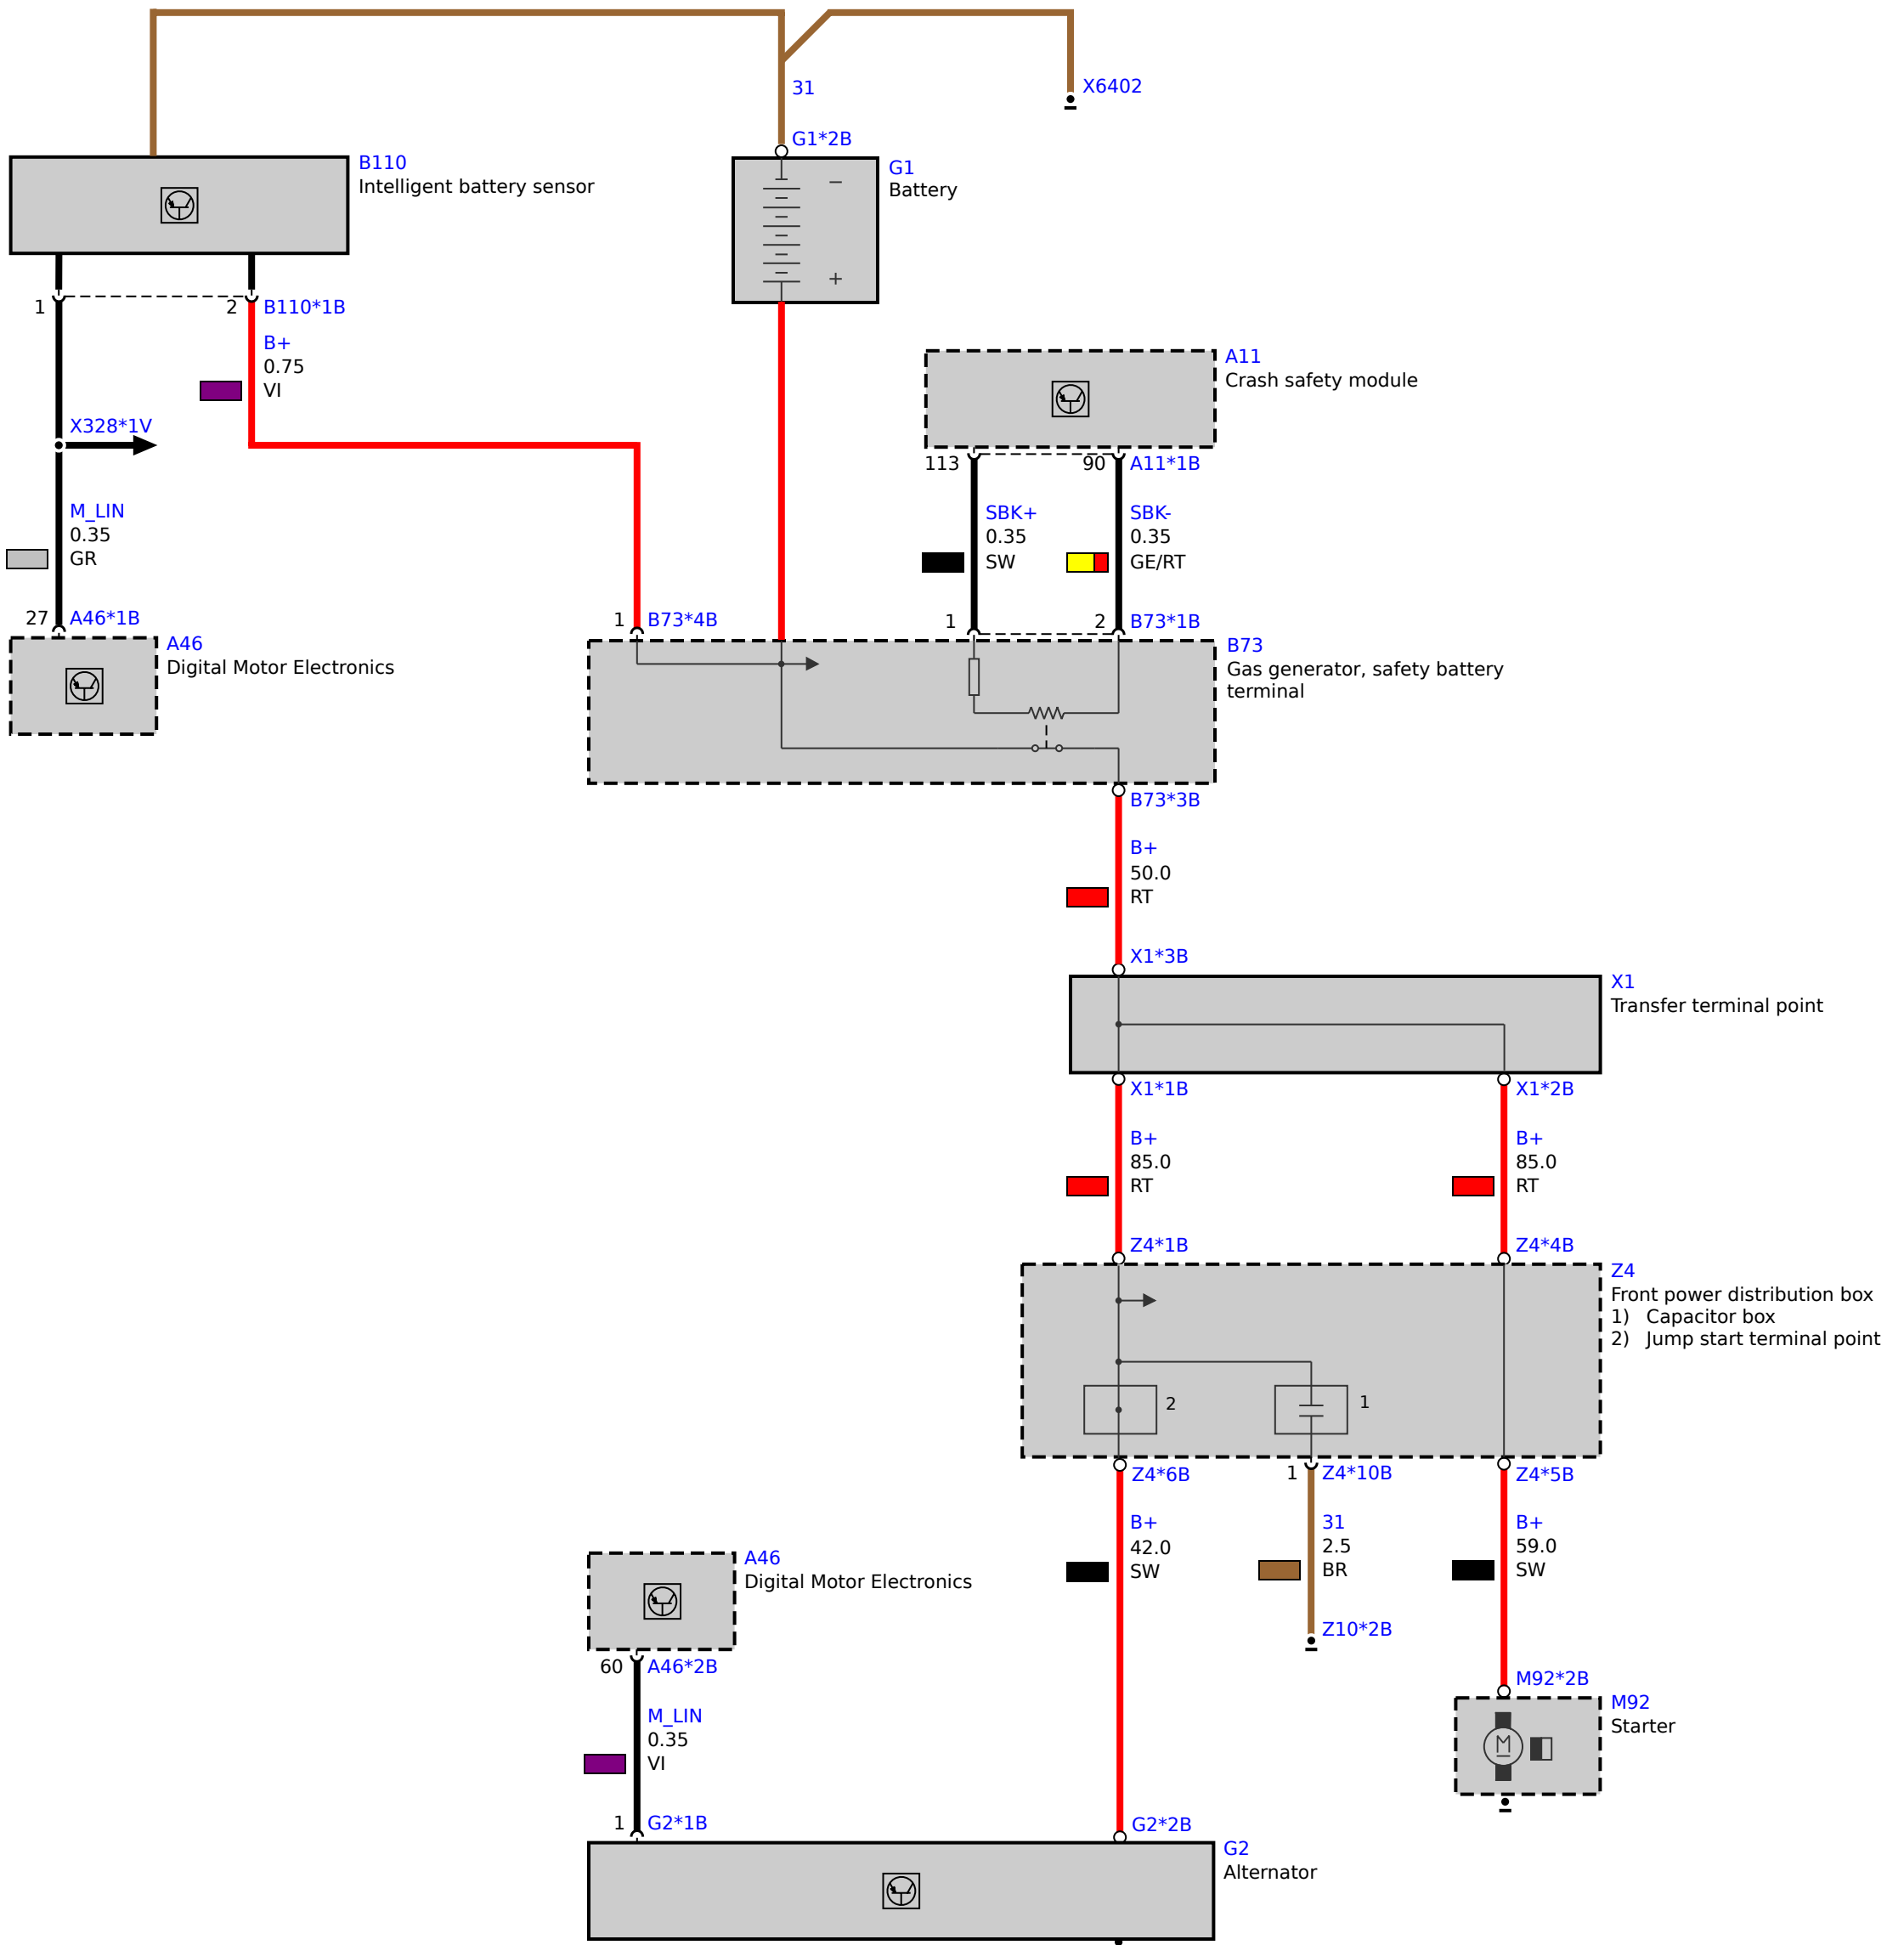 31
X6402
G1*2B
B110
Intelligent battery sensor
G1
Battery
−
+
1
2
B110*1B
B+
0.75
VI
X328*1V
M_LIN
0.35
GR
27
A46*1B
A46
Digital Motor Electronics
A11
Crash safety module
113
90
A11*1B
SBK+
0.35
SW
SBK-
0.35
GE/RT
1
B73*4B
1
2
B73*1B
B73
Gas generator, safety battery
terminal
B73*3B
B+
50.0
RT
X1*3B
X1
Transfer terminal point
X1*1B
X1*2B
B+
85.0
RT
B+
85.0
RT
Z4*1B
Z4*4B
Z4
Front power distribution box
1) Capacitor box
2) Jump start terminal point
2
1
Z4*6B
1
Z4*10B
Z4*5B
B+
42.0
SW
31
2.5
BR
B+
59.0
SW
Z10*2B
A46
Digital Motor Electronics
60
A46*2B
M_LIN
0.35
VI
M92*2B
M92
Starter
M
1
G2*1B
G2*2B
G2
Alternator